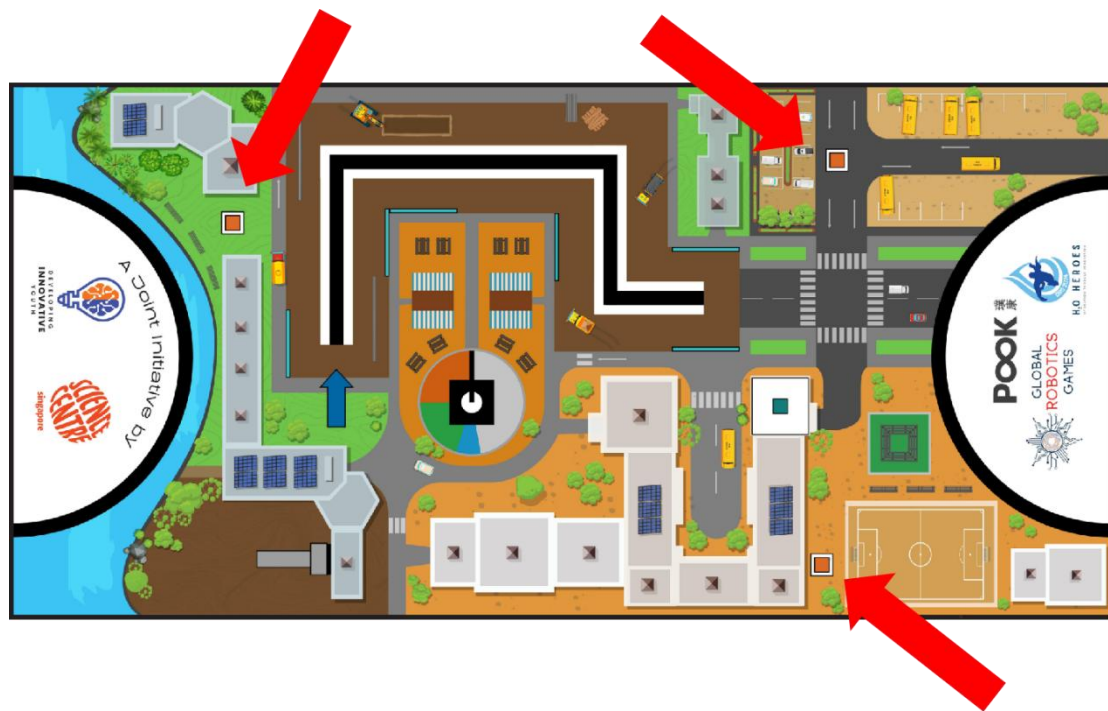 A Joint Initiative by
DEVELOPING
INNOVATIVE
YOUTH
SCIENCE
CENTRE
singapore
POOK
H₂O HEROES
GLOBAL
ROBOTICS
GAMES